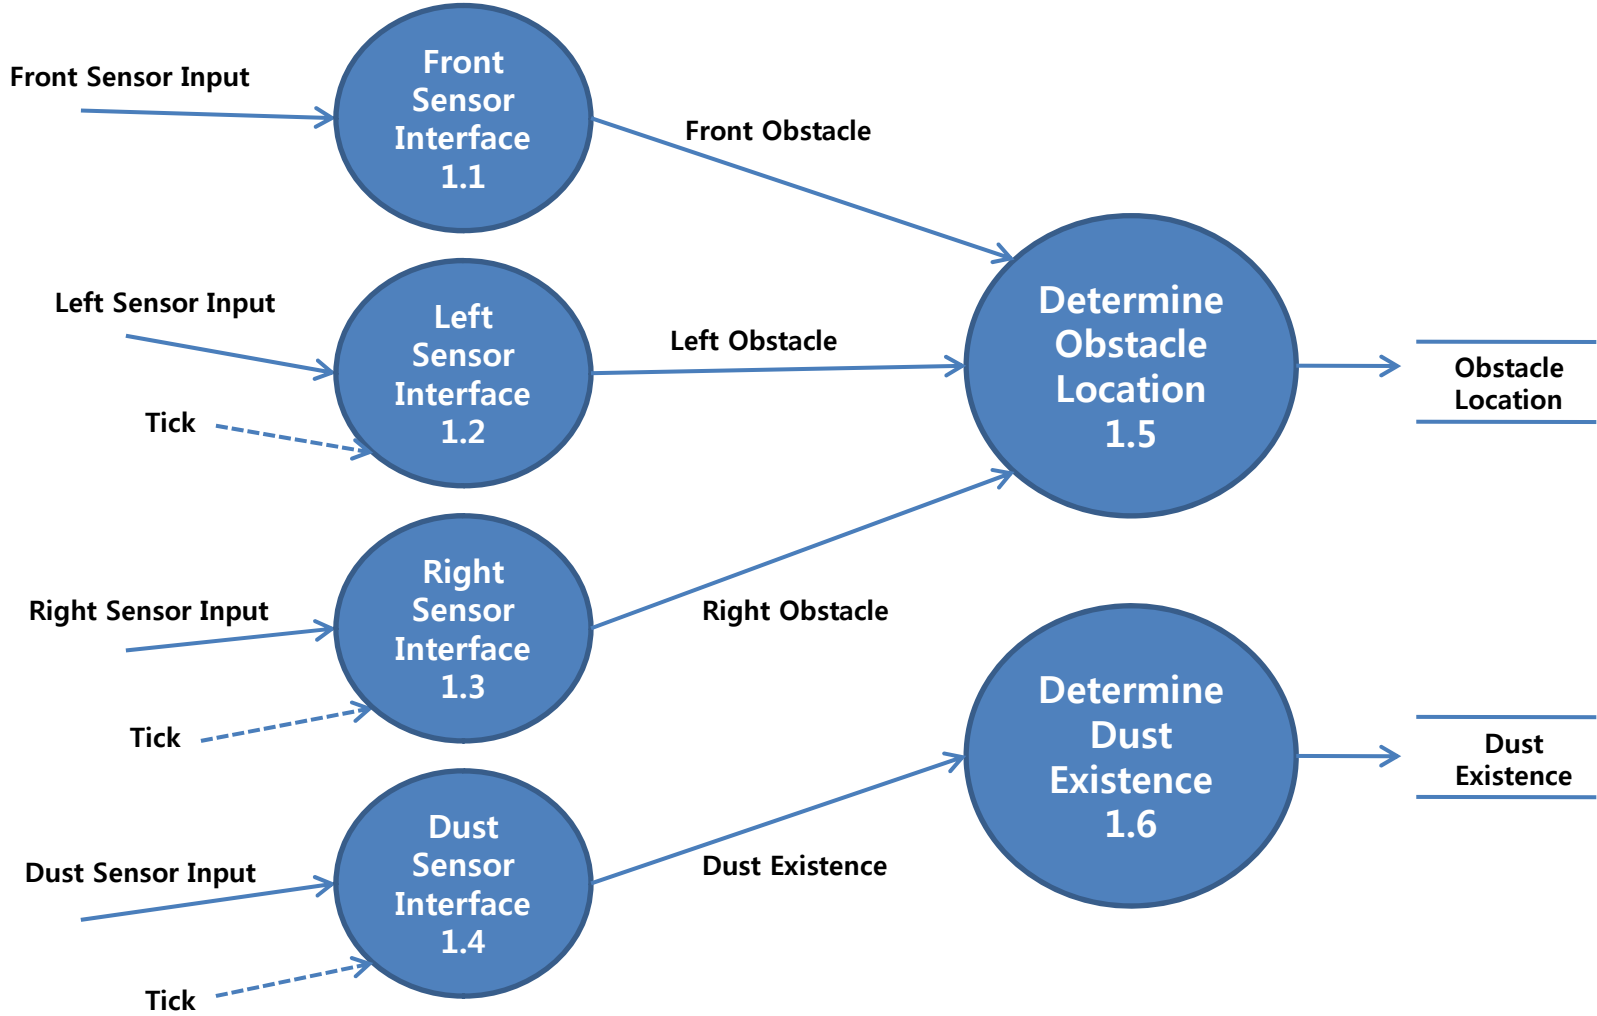 Front Sensor Input
Front
Sensor
Interface
1.1
Front Obstacle
Left Sensor Input
Left
Sensor
Interface
1.2
Tick
Left Obstacle
Determine
Obstacle
Location
1.5
Obstacle
Location
Right Sensor Input
Right
Sensor
Interface
1.3
Tick
Right Obstacle
Determine
Dust
Existence
1.6
Dust
Existence
Dust Sensor Input
Dust
Sensor
Interface
1.4
Tick
Dust Existence